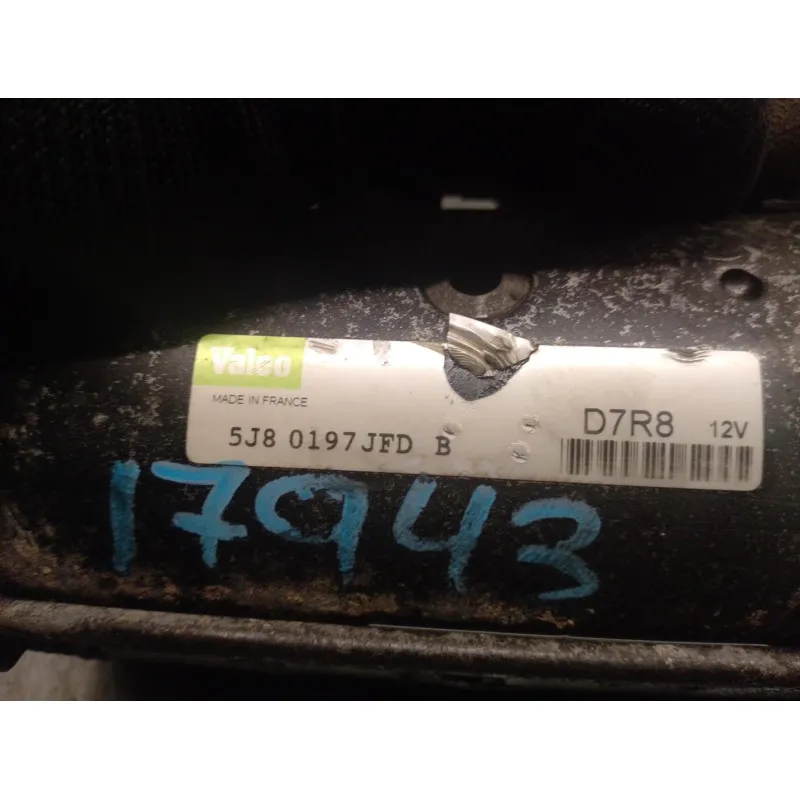 Valeo
MADE IN FRANCE
5J8 0197JFD B
D7R8 12V
17943